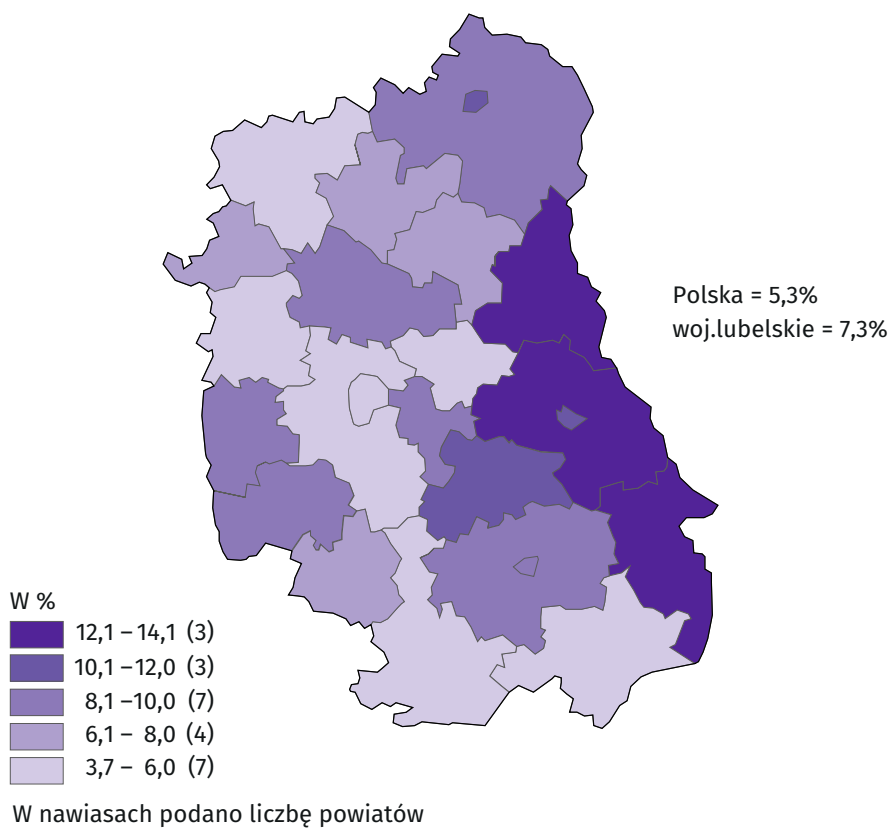 Polska = 5,3%
woj.lubelskie = 7,3%
W %
12,1 – 14,1 (3)
10,1 – 12,0 (3)
8,1 – 10,0 (7)
6,1 – 8,0 (4)
3,7 – 6,0 (7)
W nawiasach podano liczbę powiatów